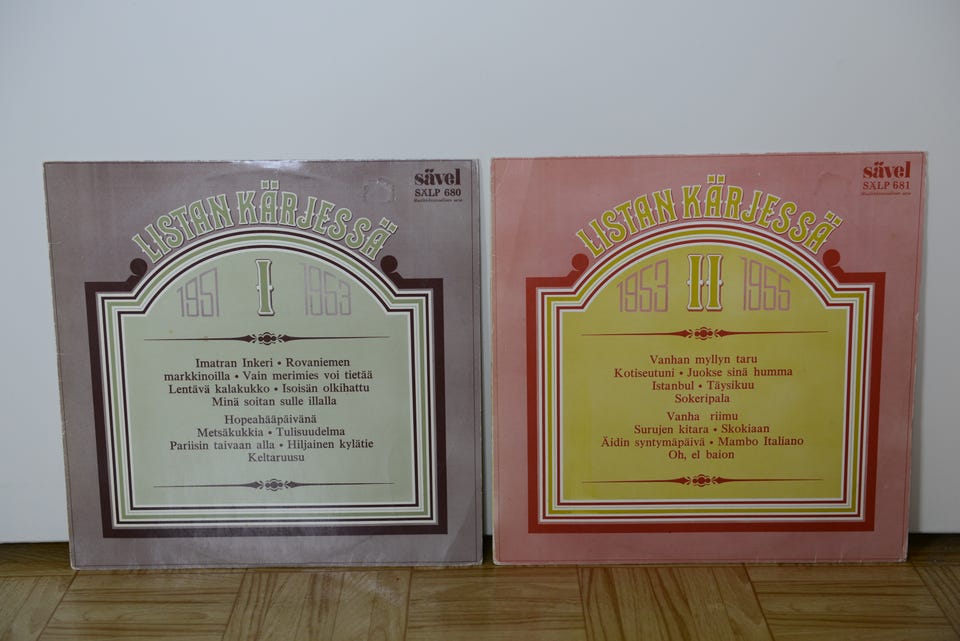 sävel
SÄLP 680
LISTAN KÄRJESSÄ
1951 I 1953
Imatran Inkeri • Rovaniemen
markkinoilla • Vain merimies voi tietää
Lentävä kalakukko • Isoisän olkihattu
Minä soitan sulle illalla
Hopeahääpäivänä
Metsäkukkia • Tulisuudelma
Pariisin taivaan alla • Hiljainen kylätie
Keltaruusu
sävel
SÄLP 681
LISTAN KÄRJESSÄ
1953 II 1955
Vanhan myllyn taru
Kotiseutuni • Juokse sinä humma
Istanbul • Täysikuu
Sokeripala
Vanha riimu
Surujen kitara • Skokiaan
Äidin syntymäpäivä • Mambo Italiano
Oh, el baion